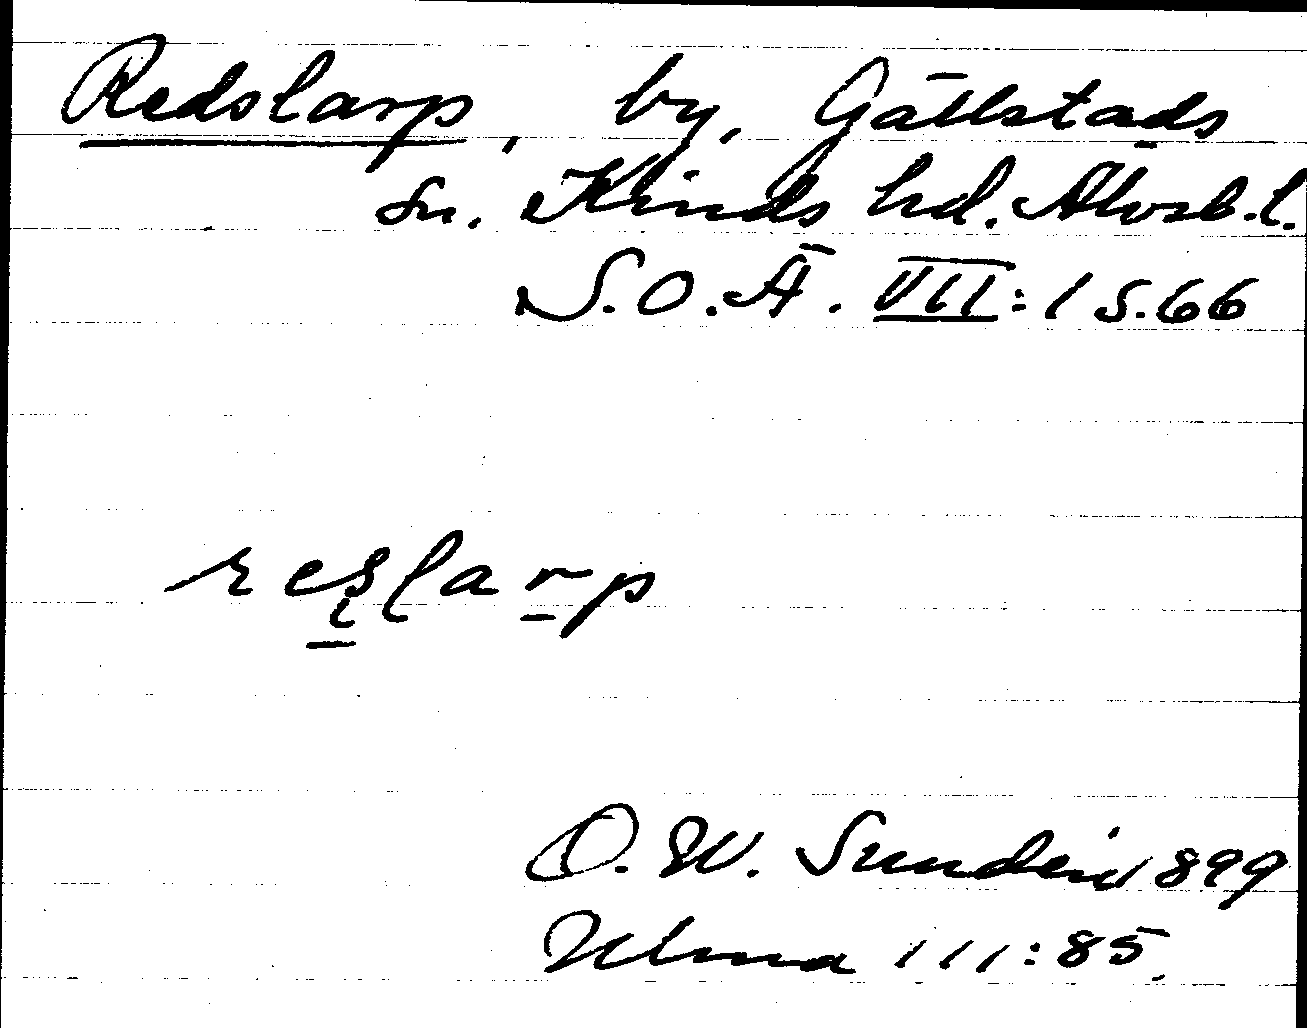 Redslarp, by, Gällstads
sn. Kinds hd. Älvsb. l.
S.O.Ä. VII:1 s.66
reslarp
O. W. Sundén 1899
Ulma 111:85.